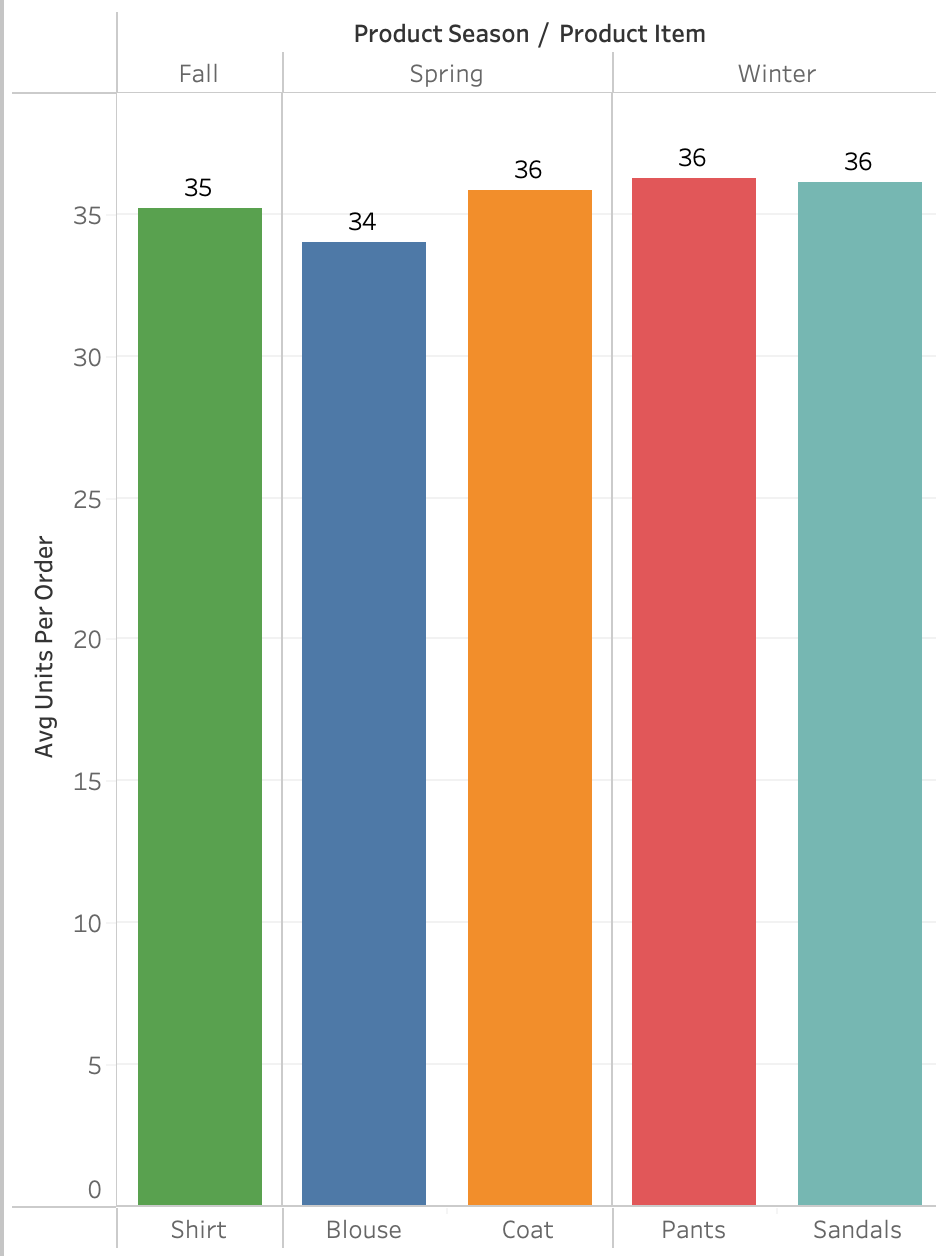 Product Season / Product Item
Fall Spring Winter
35 34 36 36 36
35
30
25
20
15
10
5
0
Avg Units Per Order
Shirt Blouse Coat Pants Sandals